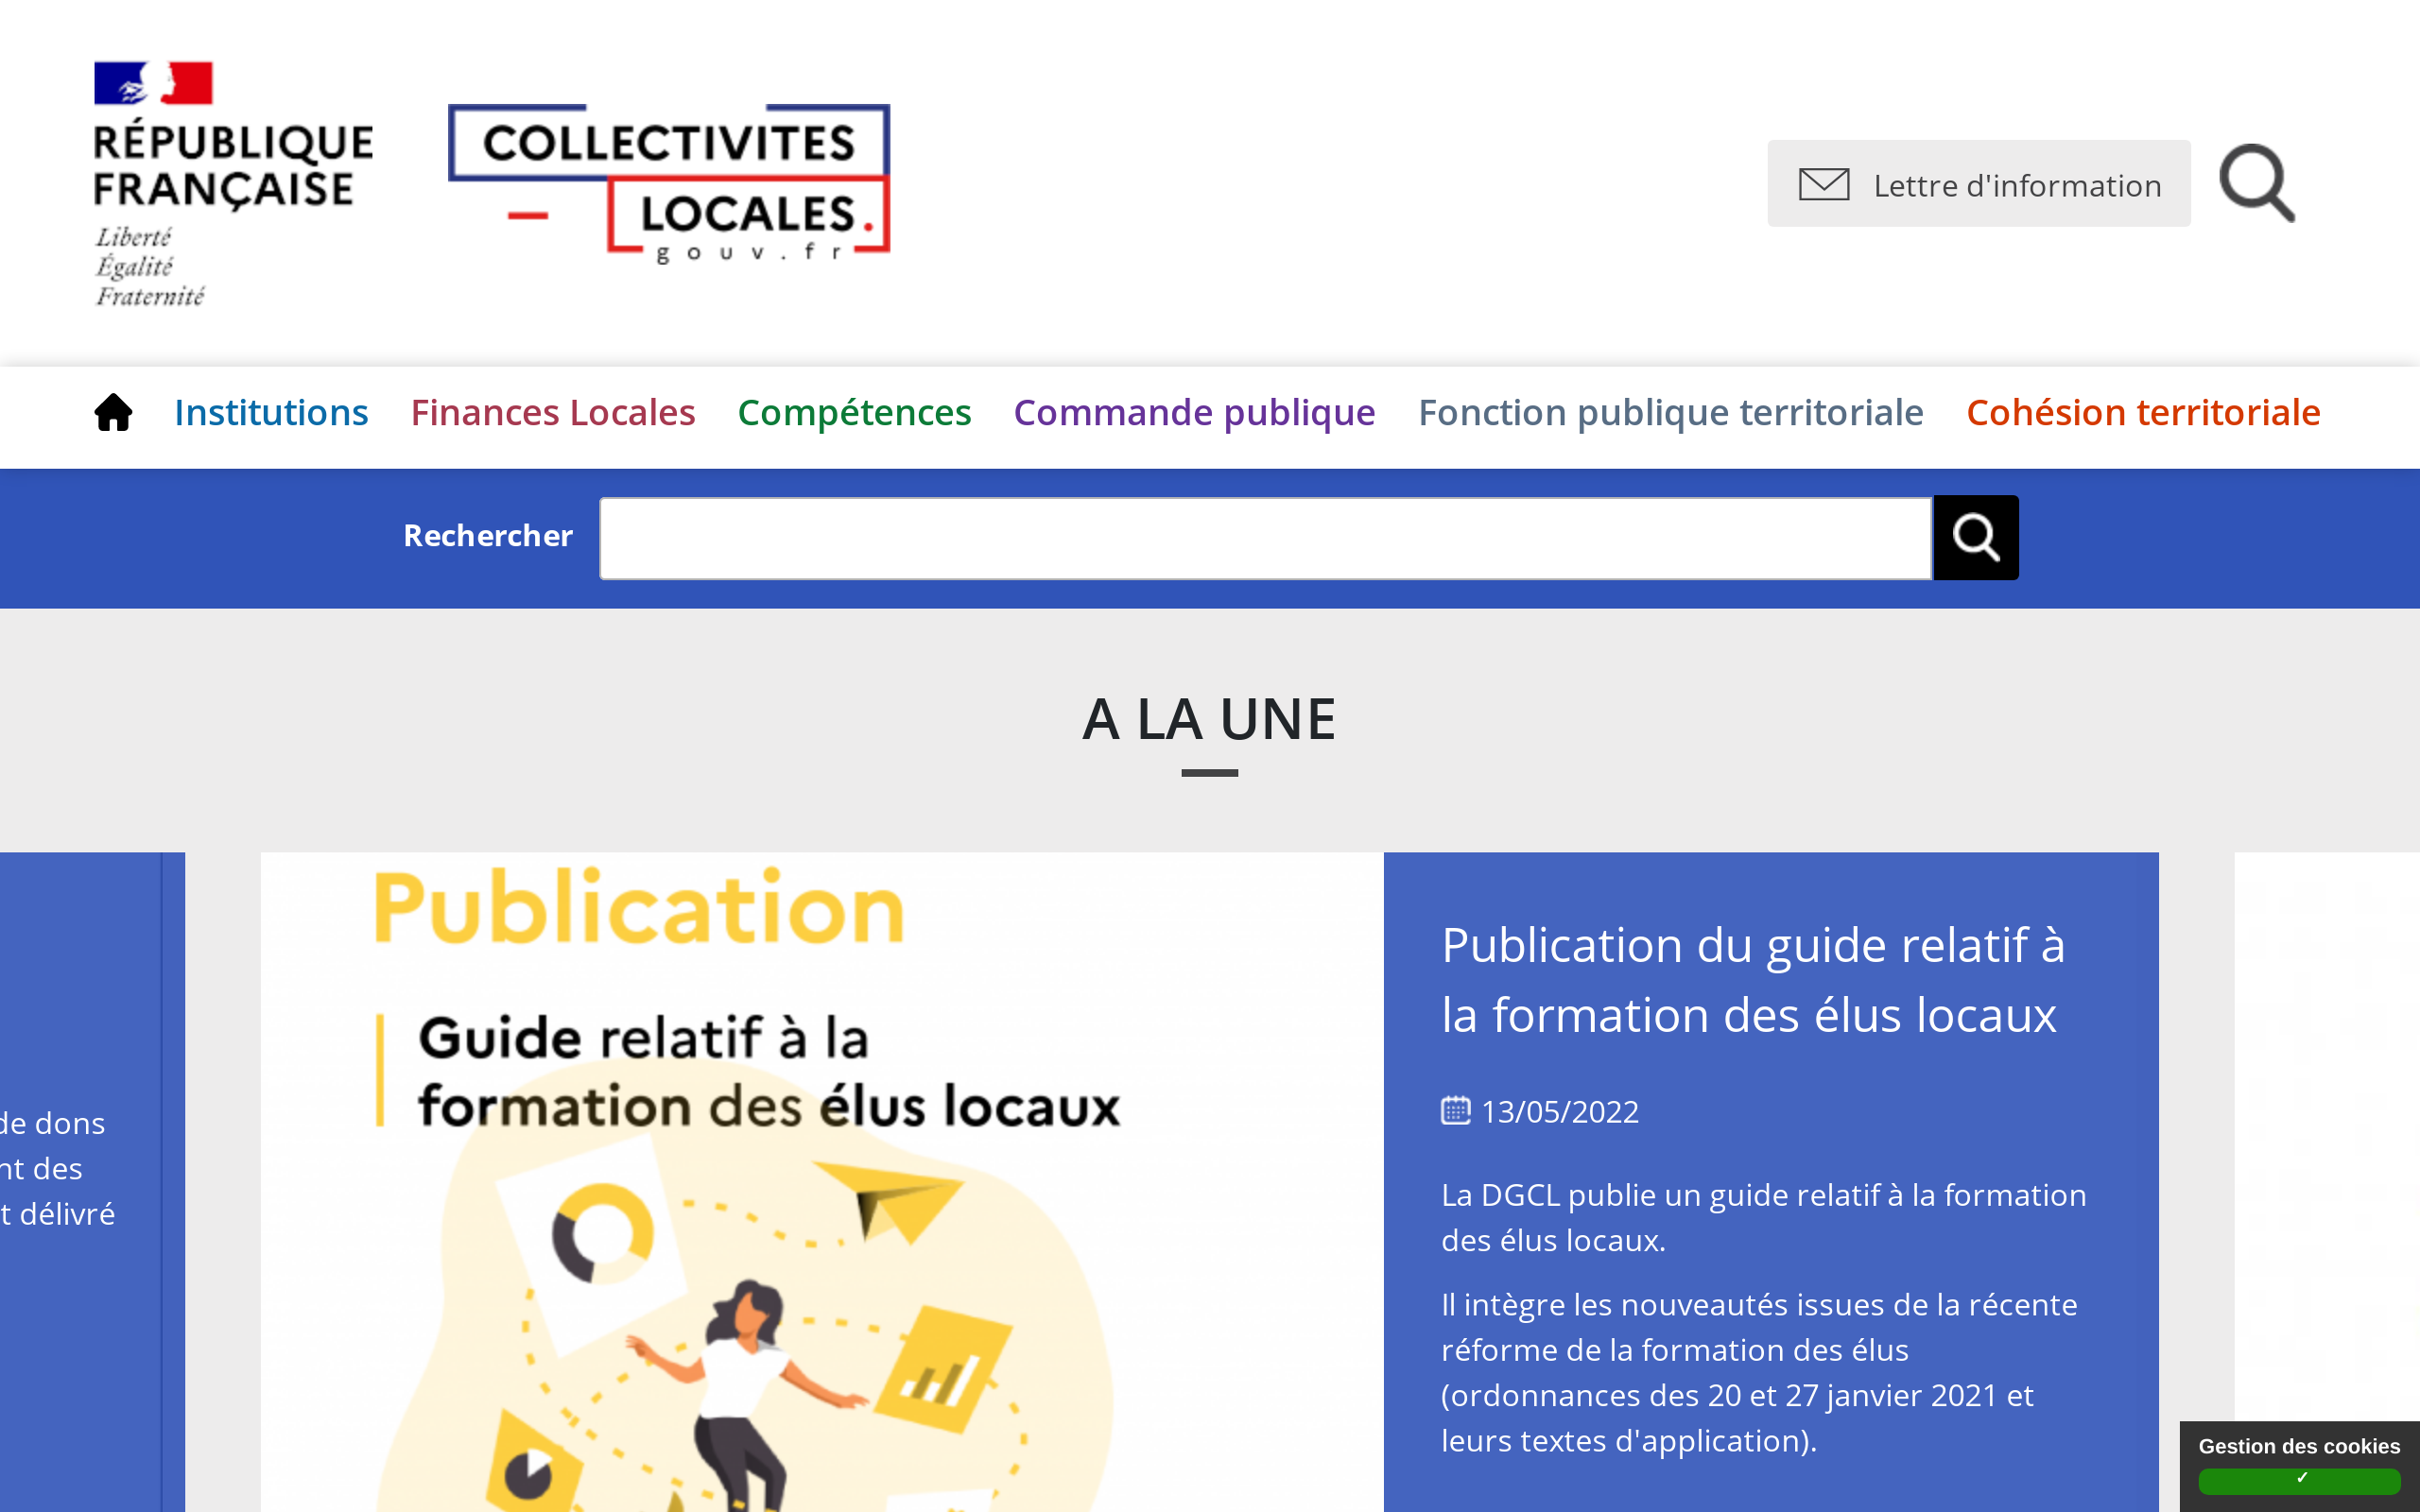 RÉPUBLIQUE
FRANÇAISE
Liberté
Égalité
Fraternité
COLLECTIVITES
LOCALES.
gouv.fr
Lettre d'information
Institutions Finances Locales Compétences Commande publique Fonction publique territoriale Cohésion territoriale
Rechercher
A LA UNE
de dons
nt des
t délivré
Publication
Guide relatif à la
formation des élus locaux
Publication du guide relatif à
la formation des élus locaux
13/05/2022
La DGCL publie un guide relatif à la formation
des élus locaux.
Il intègre les nouveautés issues de la récente
réforme de la formation des élus
(ordonnances des 20 et 27 janvier 2021 et
leurs textes d'application).
Gestion des cookies
✓